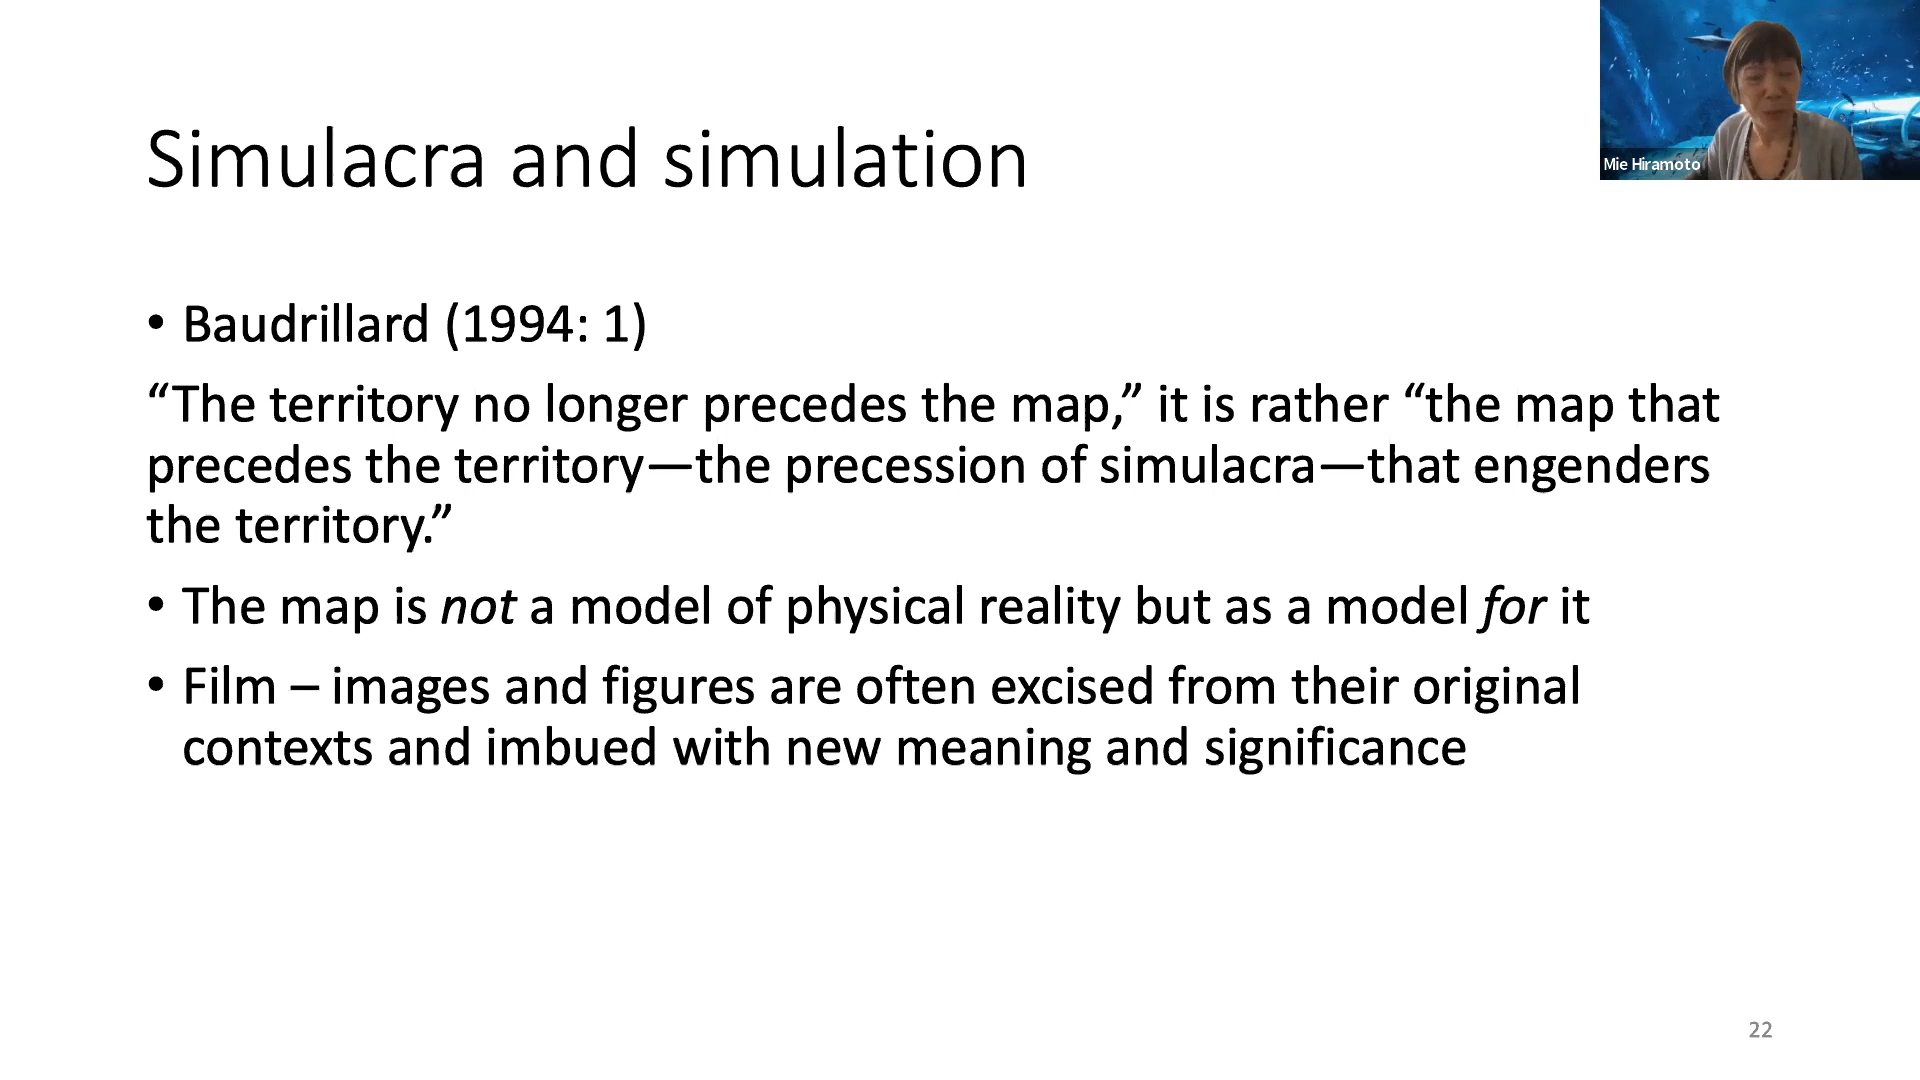 Simulacra and simulation
Mie Hiramoto
• Baudrillard (1994: 1)
“The territory no longer precedes the map,” it is rather “the map that
precedes the territory—the precession of simulacra—that engenders
the territory.”
• The map is not a model of physical reality but as a model for it
• Film – images and figures are often excised from their original
contexts and imbued with new meaning and significance
22